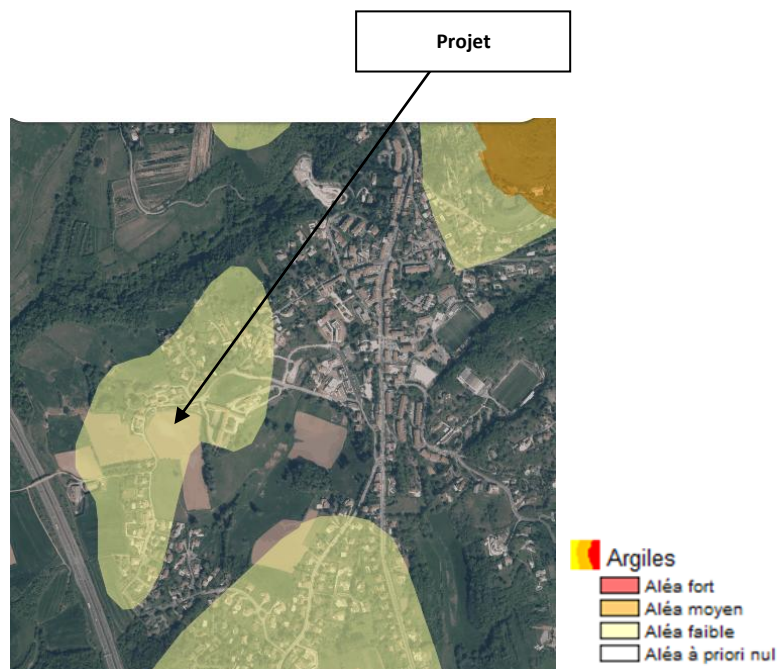 Projet
Argiles
Aléa fort
Aléa moyen
Aléa faible
Aléa à priori nul